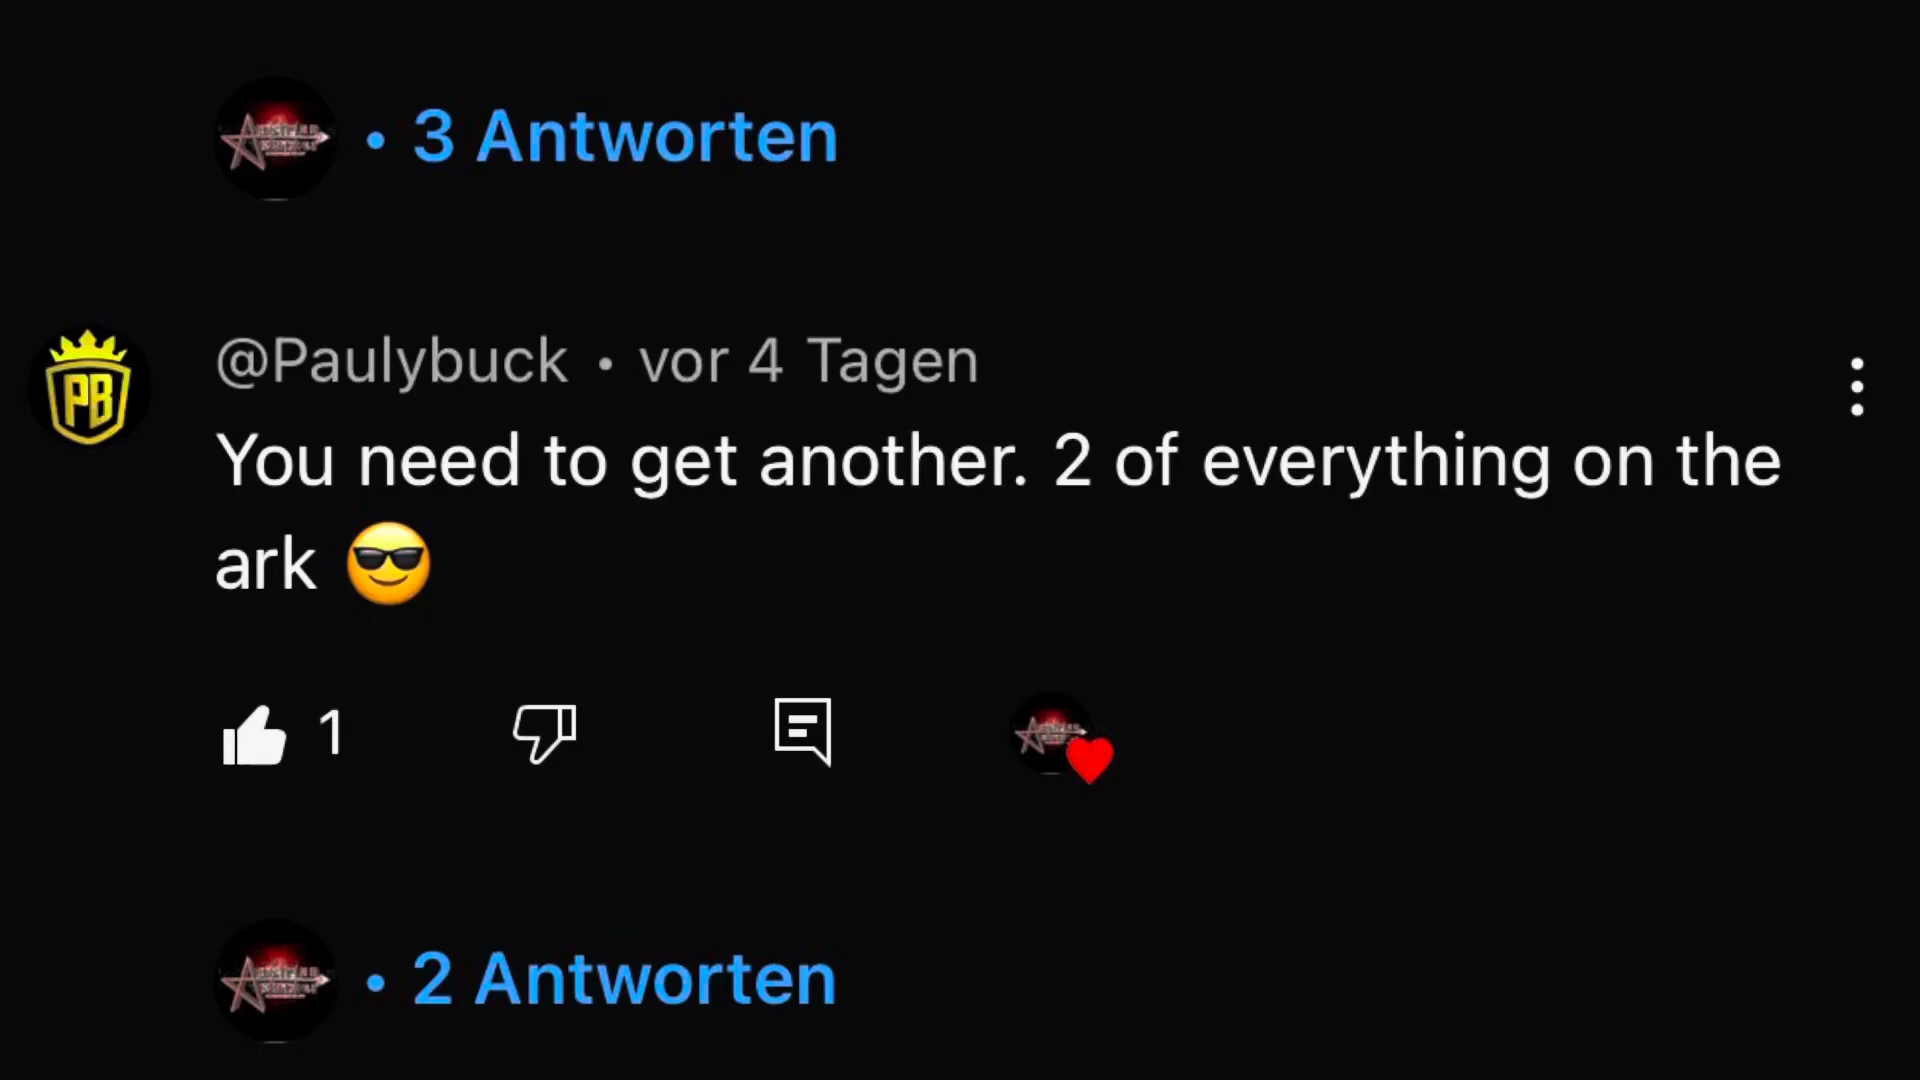 • 3 Antworten
PB
@Paulybuck • vor 4 Tagen
You need to get another. 2 of everything on the
ark 😎
1
• 2 Antworten